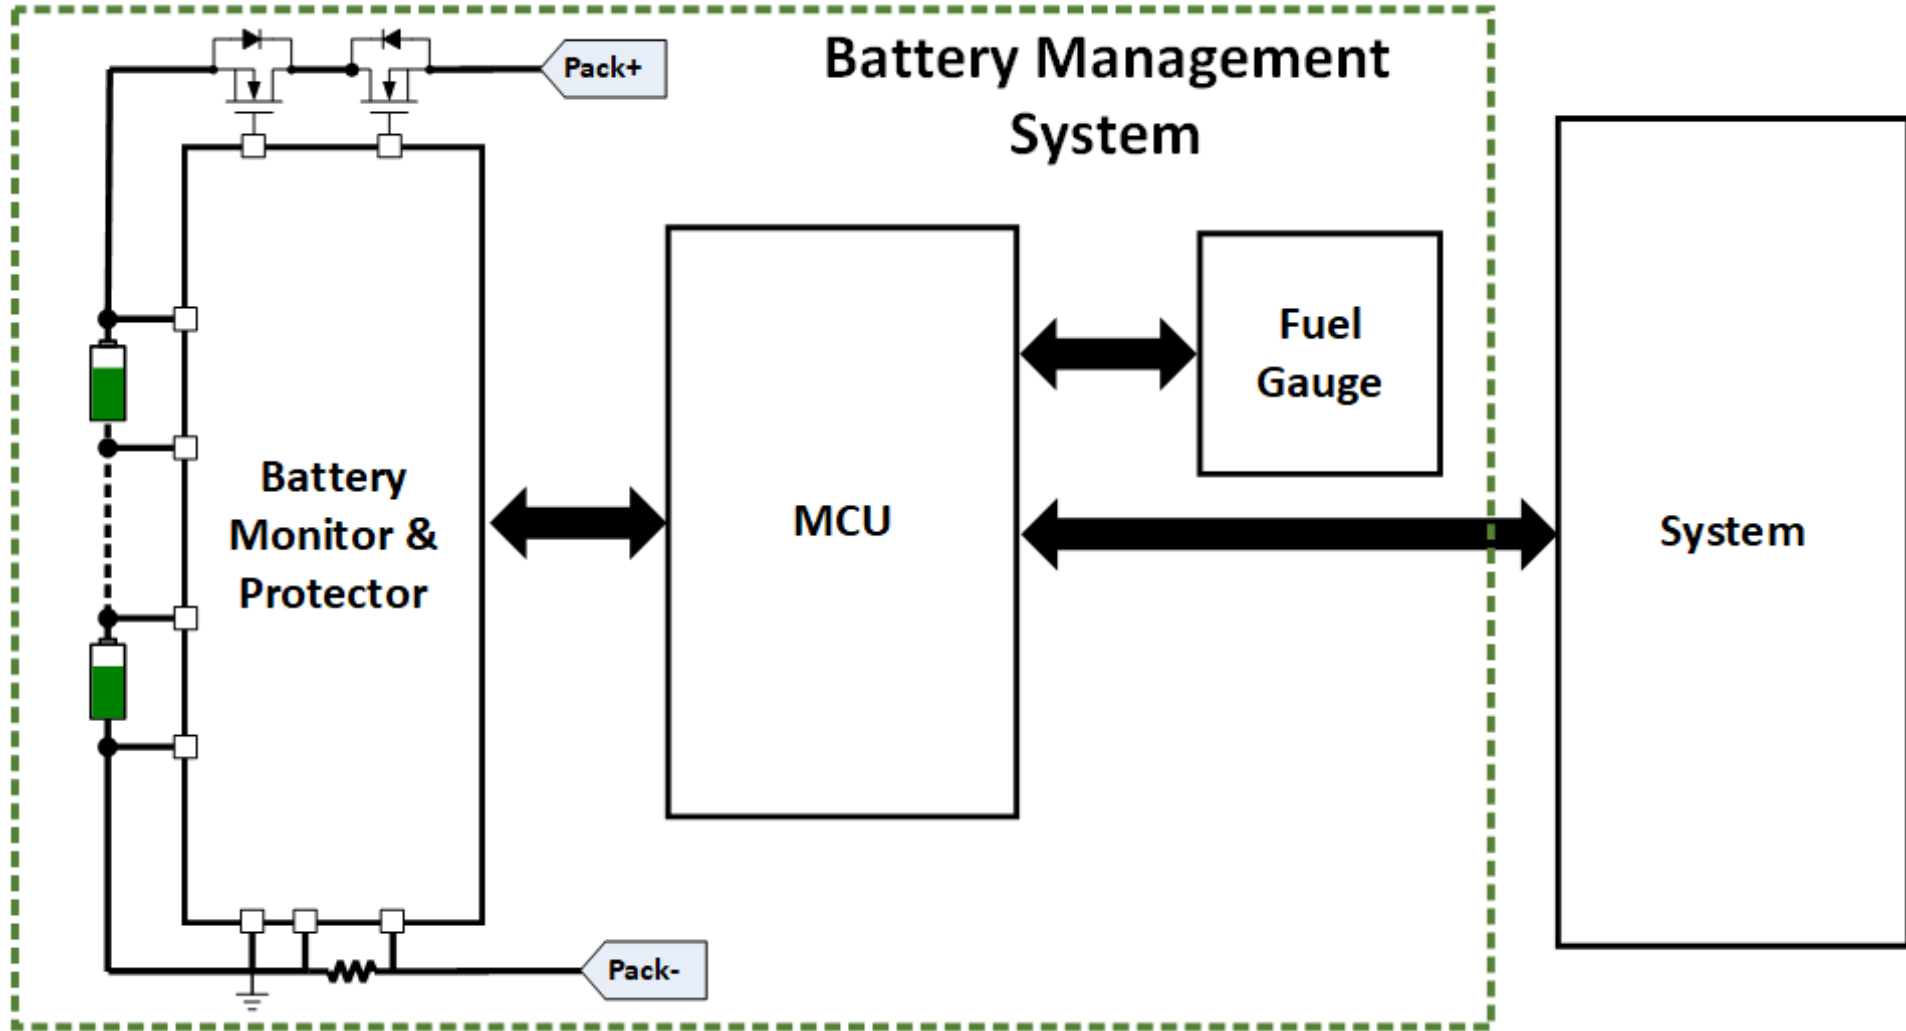 Battery Management
System
Pack+
Fuel
Gauge
Battery
Monitor &
Protector
MCU
System
Pack-